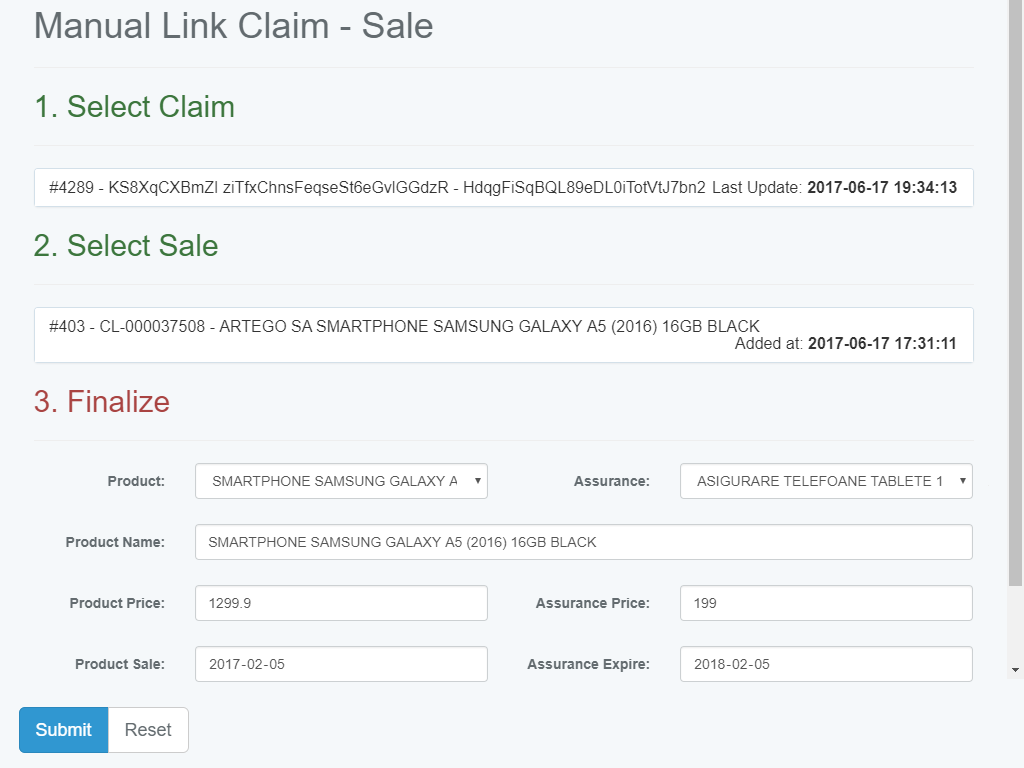 Manual Link Claim - Sale
1. Select Claim
#4289 - KS8XqCXBmZI ziTfxChnsFeqseSt6eGvIGGdzR - HdqgFiSqBQL89eDL0iTotVtJ7bn2 Last Update: 2017-06-17 19:34:13
2. Select Sale
#403 - CL-000037508 - ARTEGO SA SMARTPHONE SAMSUNG GALAXY A5 (2016) 16GB BLACK
Added at: 2017-06-17 17:31:11
3. Finalize
Product: SMARTPHONE SAMSUNG GALAXY A Assurance: ASIGURARE TELEFOANE TABLETE 1
Product Name: SMARTPHONE SAMSUNG GALAXY A5 (2016) 16GB BLACK
Product Price: 1299.9 Assurance Price: 199
Product Sale: 2017-02-05 Assurance Expire: 2018-02-05
Submit Reset